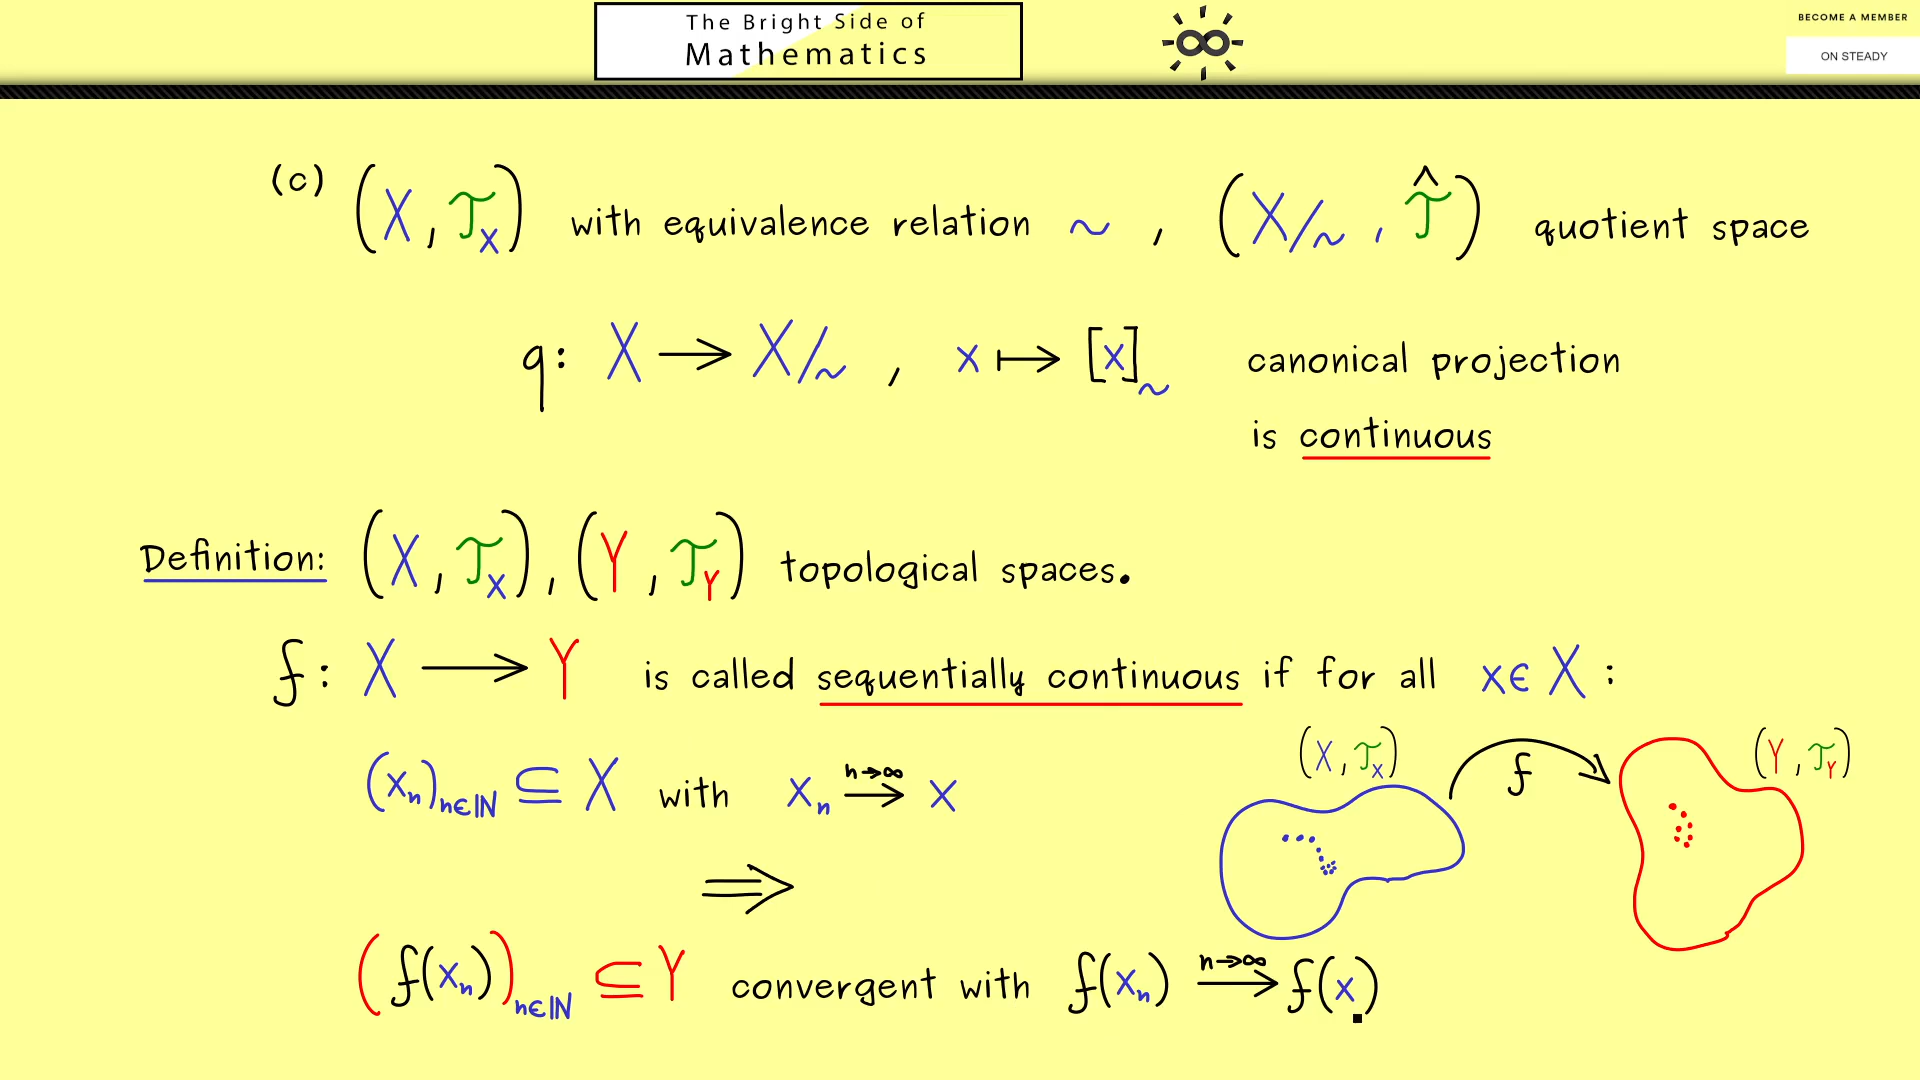 The Bright Side of
Mathematics
BECOME A MEMBER
ON STEADY
(c) (X, 𝒯_X) with equivalence relation ~ , (X/~, 𝒯̂) quotient space
q: X → X/~ , x ↦ [x]_~ canonical projection
is continuous
Definition: (X, 𝒯_X), (Y, 𝒯_Y) topological spaces.
f: X → Y is called sequentially continuous if for all x∈X:
(x_n)_{n∈ℕ} ⊆ X with x_n →^{n→∞} x
(X, 𝒯_X) f (Y, 𝒯_Y)
⟹
(f(x_n))_{n∈ℕ} ⊆ Y convergent with f(x_n) →^{n→∞} f(x)